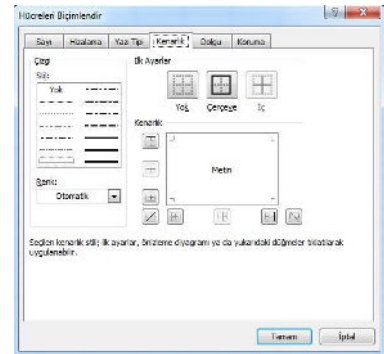 Hücreleri Biçimlendir
Sayı Hizalama Yazı Tipi Kenarlık Dolgu Koruma
Çizgi
Stil:
Yok
Renk:
Otomatik
İlk Ayarlar
Yok Çerçeve İç
Kenarlık
Metin
Seçilen kenarlık stili; ilk ayarlar, önizleme diyagramı ya da yukarıdaki düğmeler tıklatılarak
uygulanabilir.
Tamam İptal